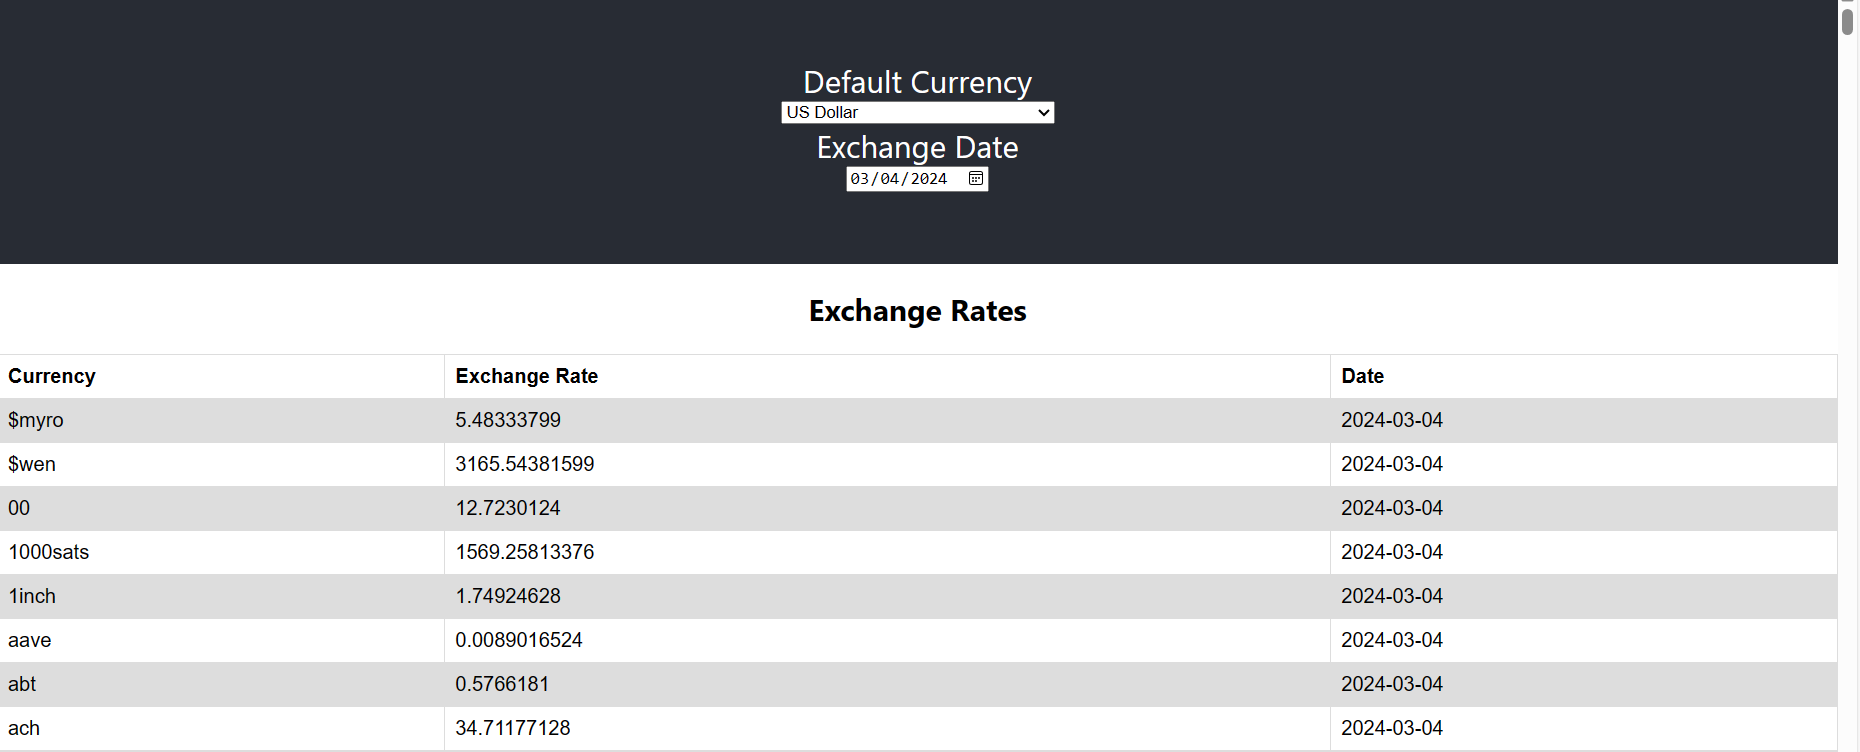 Default Currency
US Dollar
Exchange Date
03/04/2024
Exchange Rates
Currency Exchange Rate Date
$myro 5.48333799 2024-03-04
$wen 3165.54381599 2024-03-04
00 12.7230124 2024-03-04
1000sats 1569.25813376 2024-03-04
1inch 1.74924628 2024-03-04
aave 0.0089016524 2024-03-04
abt 0.5766181 2024-03-04
ach 34.71177128 2024-03-04